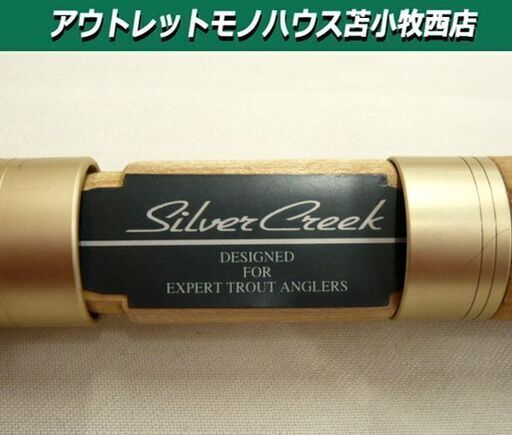 アウトレットモノハウス苫小牧西店
Silver Creek
DESIGNED
FOR
EXPERT TROUT ANGLERS